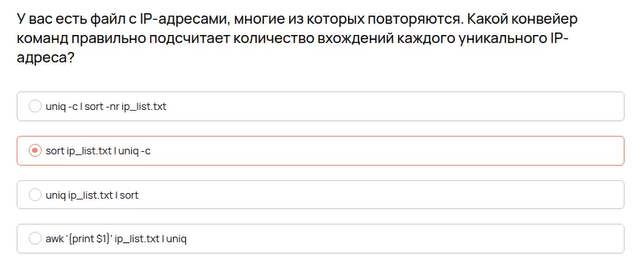 У вас есть файл с IP-адресами, многие из которых повторяются. Какой конвейер
команд правильно подсчитает количество вхождений каждого уникального IP-
адреса?
uniq -c | sort -nr ip_list.txt
sort ip_list.txt | uniq -c
uniq ip_list.txt | sort
awk '{print $1}' ip_list.txt | uniq